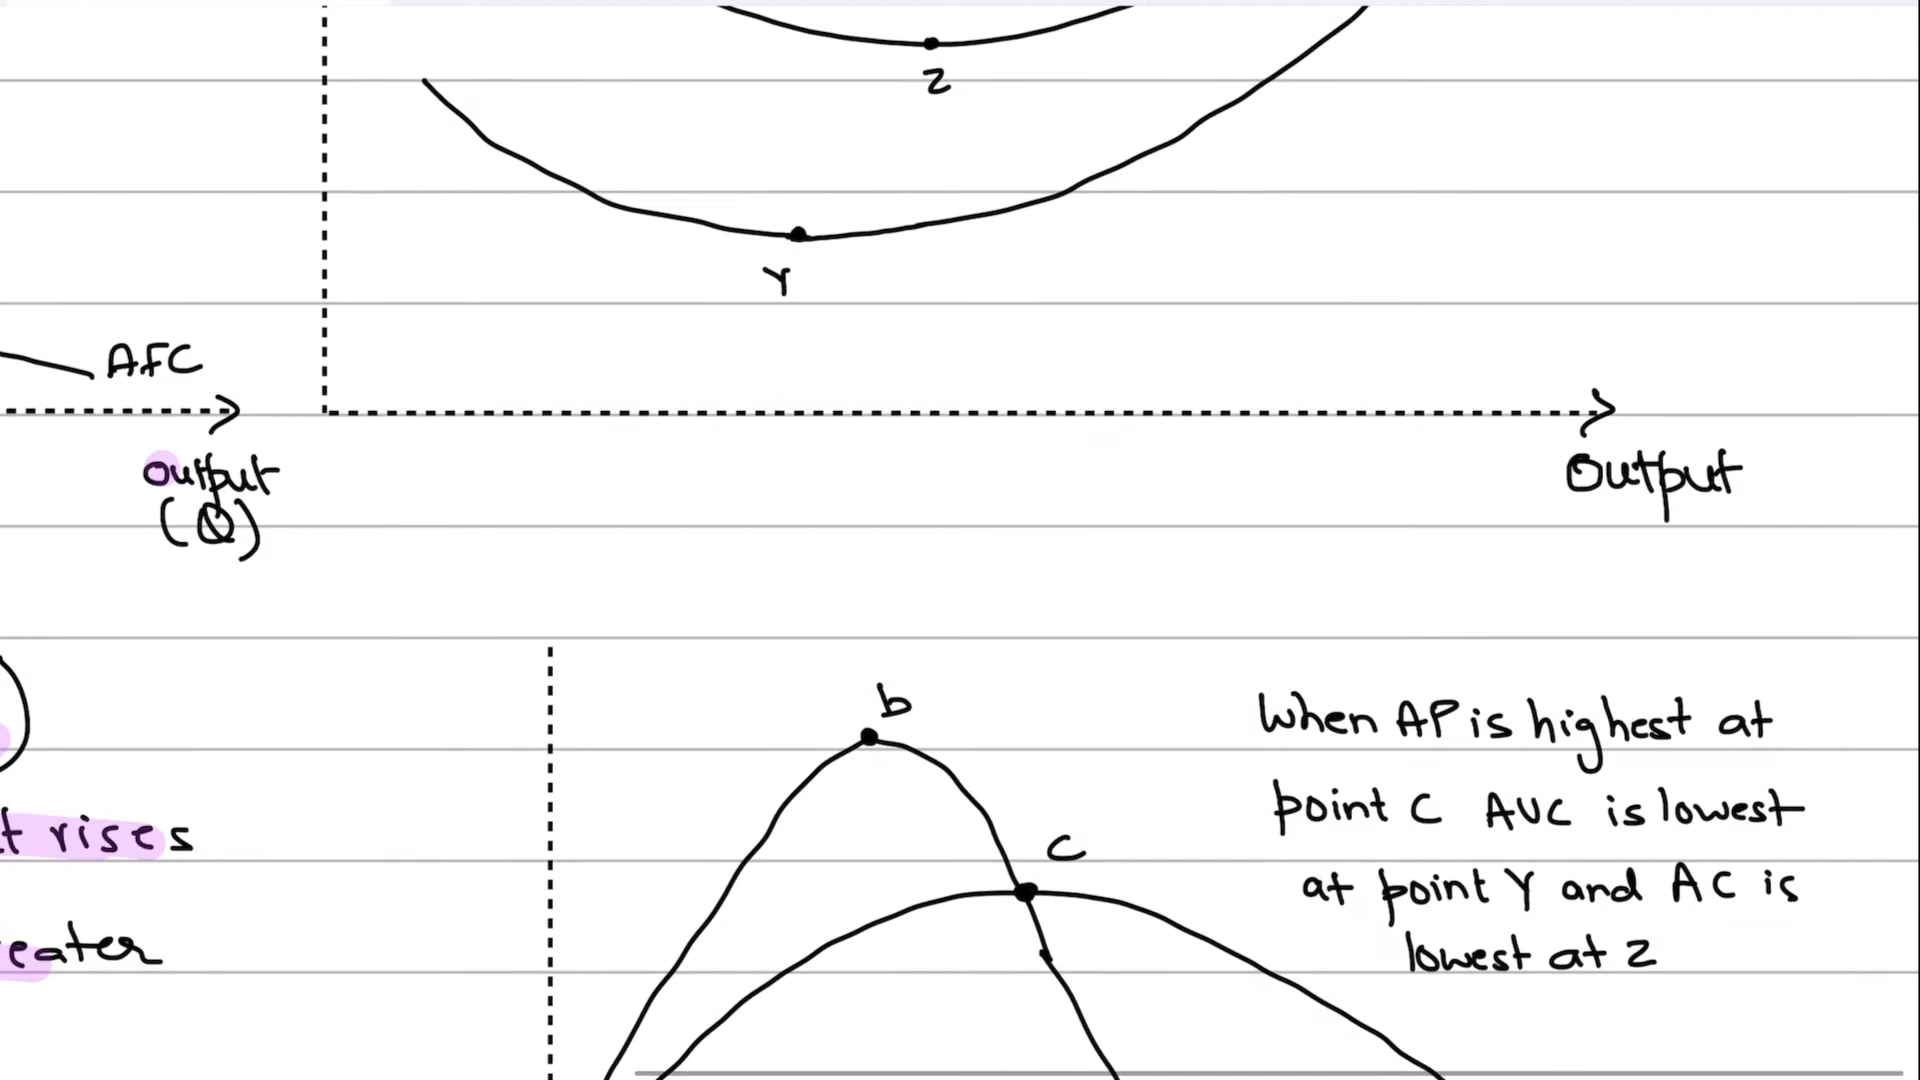 Z
Y
AFC
output
(Q)
Output
b
When AP is highest at
point C AVC is lowest
at point Y and AC is
lowest at Z
C
t rises
eater